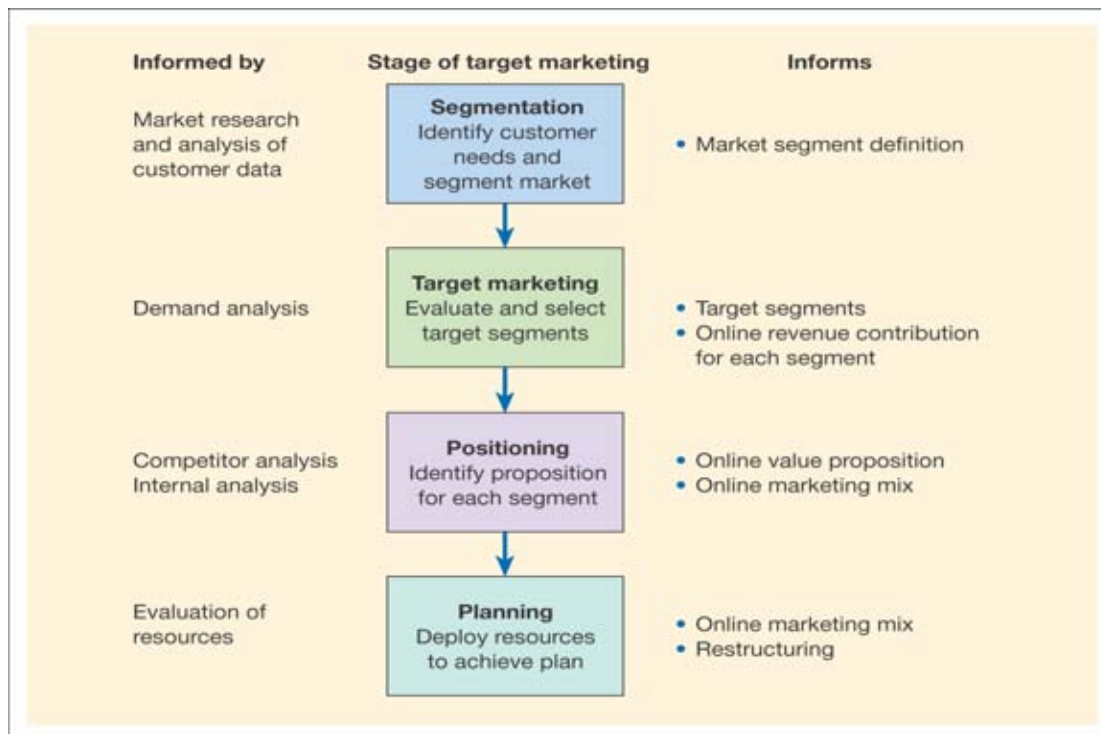 Informed by
Stage of target marketing
Informs
Market research
and analysis of
customer data
Segmentation
Identify customer
needs and
segment market
• Market segment definition
Demand analysis
Target marketing
Evaluate and select
target segments
• Target segments
• Online revenue contribution
for each segment
Competitor analysis
Internal analysis
Positioning
Identify proposition
for each segment
• Online value proposition
• Online marketing mix
Evaluation of
resources
Planning
Deploy resources
to achieve plan
• Online marketing mix
• Restructuring